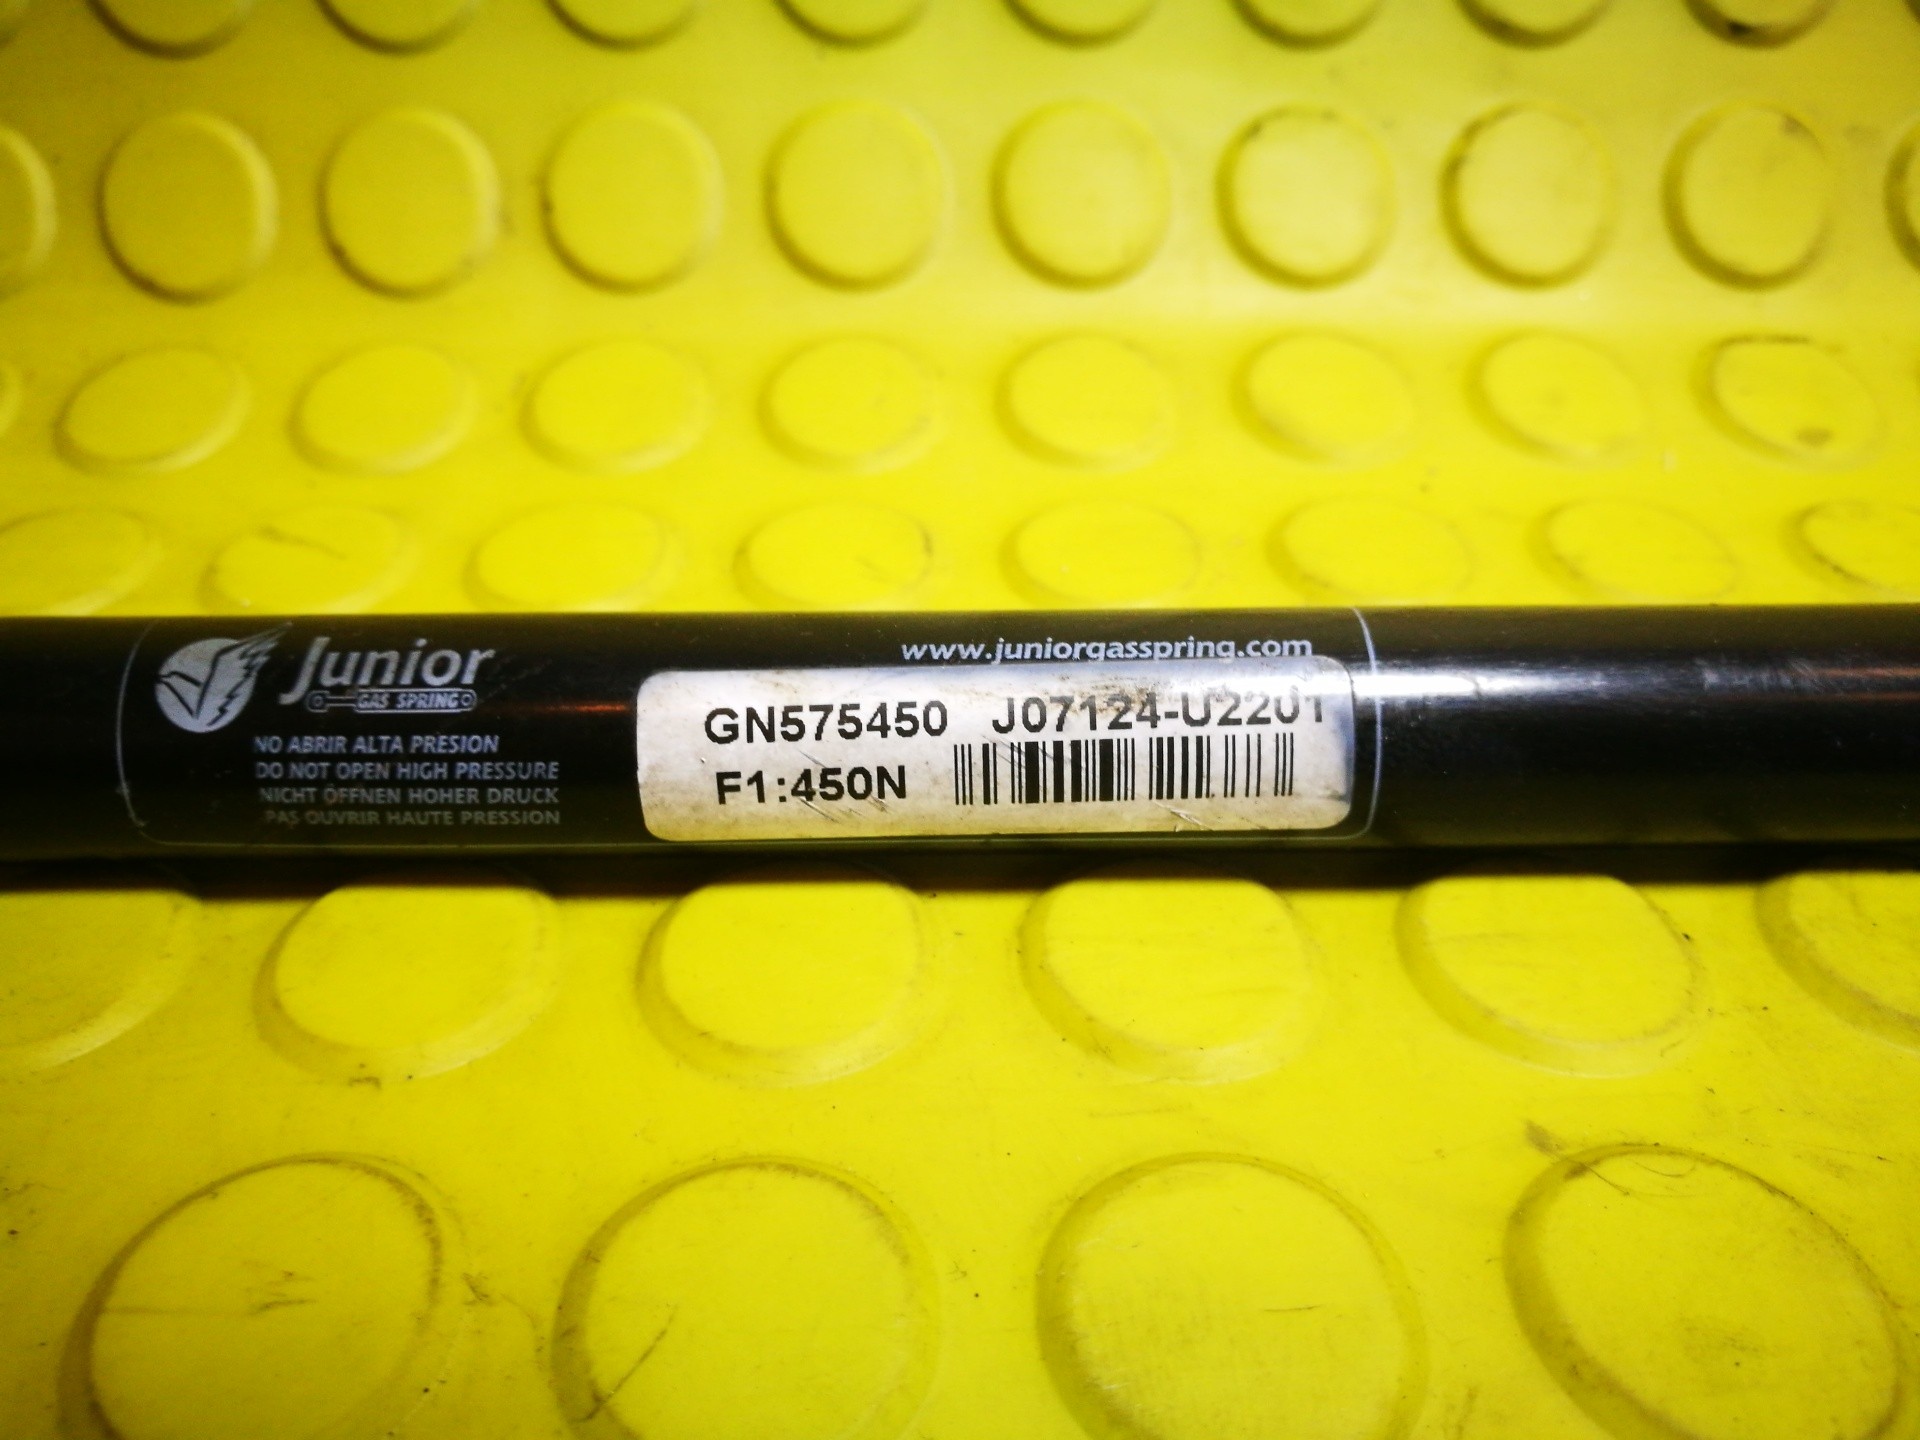 Junior
GAS SPRING
NO ABRIR ALTA PRESION
DO NOT OPEN HIGH PRESSURE
NICHT ÖFFNEN HOHER DRUCK
PAS OUVRIR HAUTE PRESSION
www.juniorgasspring.com
GN575450 J07124-U2201
F1:450N